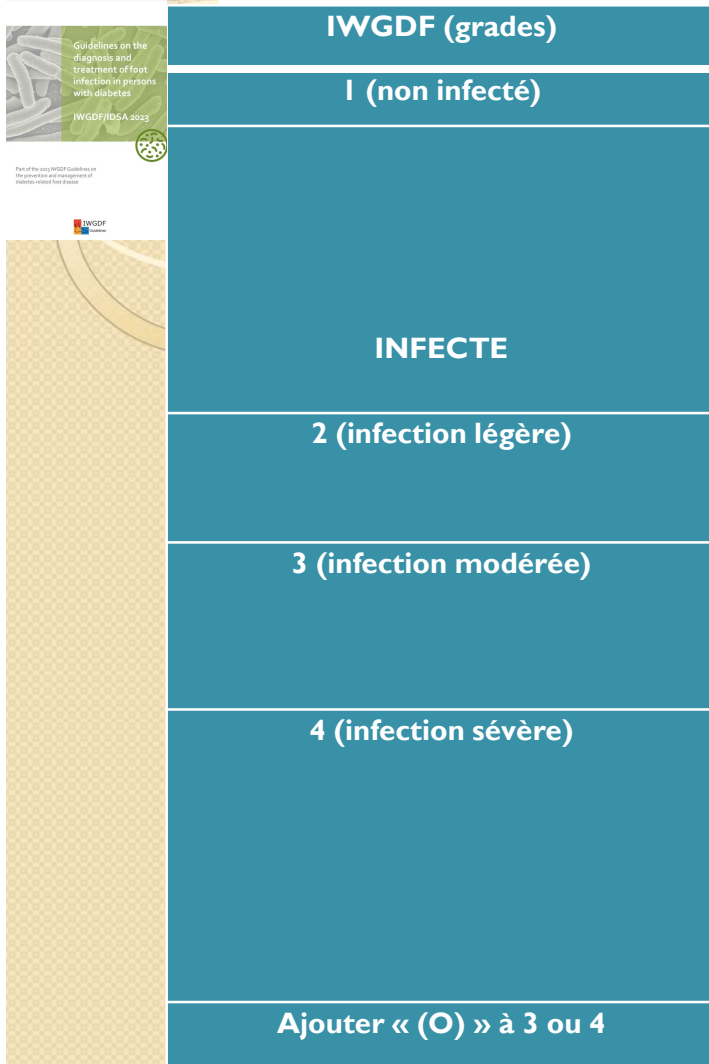 Guidelines on the
diagnosis and
treatment of foot
infection in persons
with diabetes
IWGDF/IDSA 2023
Part of the 2023 IWGDF Guidelines on
the prevention and management of
diabetes-related foot disease
IWGDF
Guidelines
IWGDF (grades)
1 (non infecté)
INFECTE
2 (infection légère)
3 (infection modérée)
4 (infection sévère)
Ajouter « (O) » à 3 ou 4